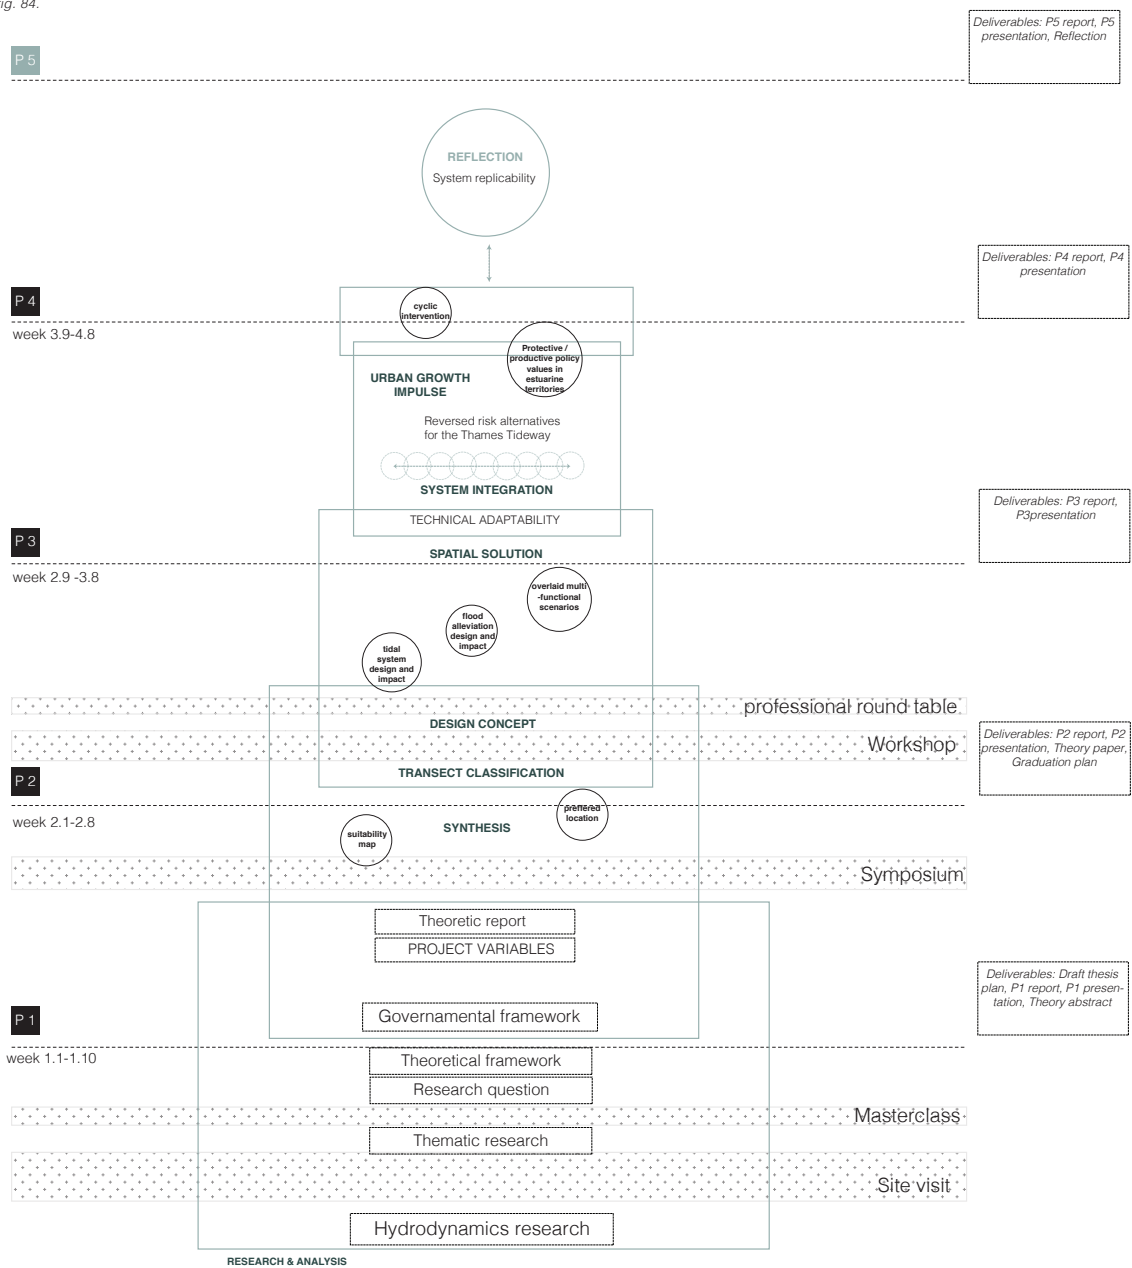 ig. 84.
Deliverables: P5 report, P5
presentation, Reflection
P 5
REFLECTION
System replicability
Deliverables: P4 report, P4
presentation
P 4
cyclic
intervention
week 3.9-4.8
Protective /
productive policy
values in
estuarine
territories
URBAN GROWTH
IMPULSE
Reversed risk alternatives
for the Thames Tideway
SYSTEM INTEGRATION
Deliverables: P3 report,
P3presentation
TECHNICAL ADAPTABILITY
P 3
SPATIAL SOLUTION
week 2.9 -3.8
overlaid multi
-functional
scenarios
flood
alleviation
design and
impact
tidal
system
design and
impact
professional round table
DESIGN CONCEPT
Workshop
Deliverables: P2 report, P2
presentation, Theory paper,
Graduation plan
TRANSECT CLASSIFICATION
P 2
preffered
location
week 2.1-2.8
SYNTHESIS
suitability
map
Symposium
Theoretic report
PROJECT VARIABLES
Deliverables: Draft thesis
plan, P1 report, P1 presen-
tation, Theory abstract
Governamental framework
P 1
week 1.1-1.10
Theoretical framework
Research question
Masterclass
Thematic research
Site visit
Hydrodynamics research
RESEARCH & ANALYSIS